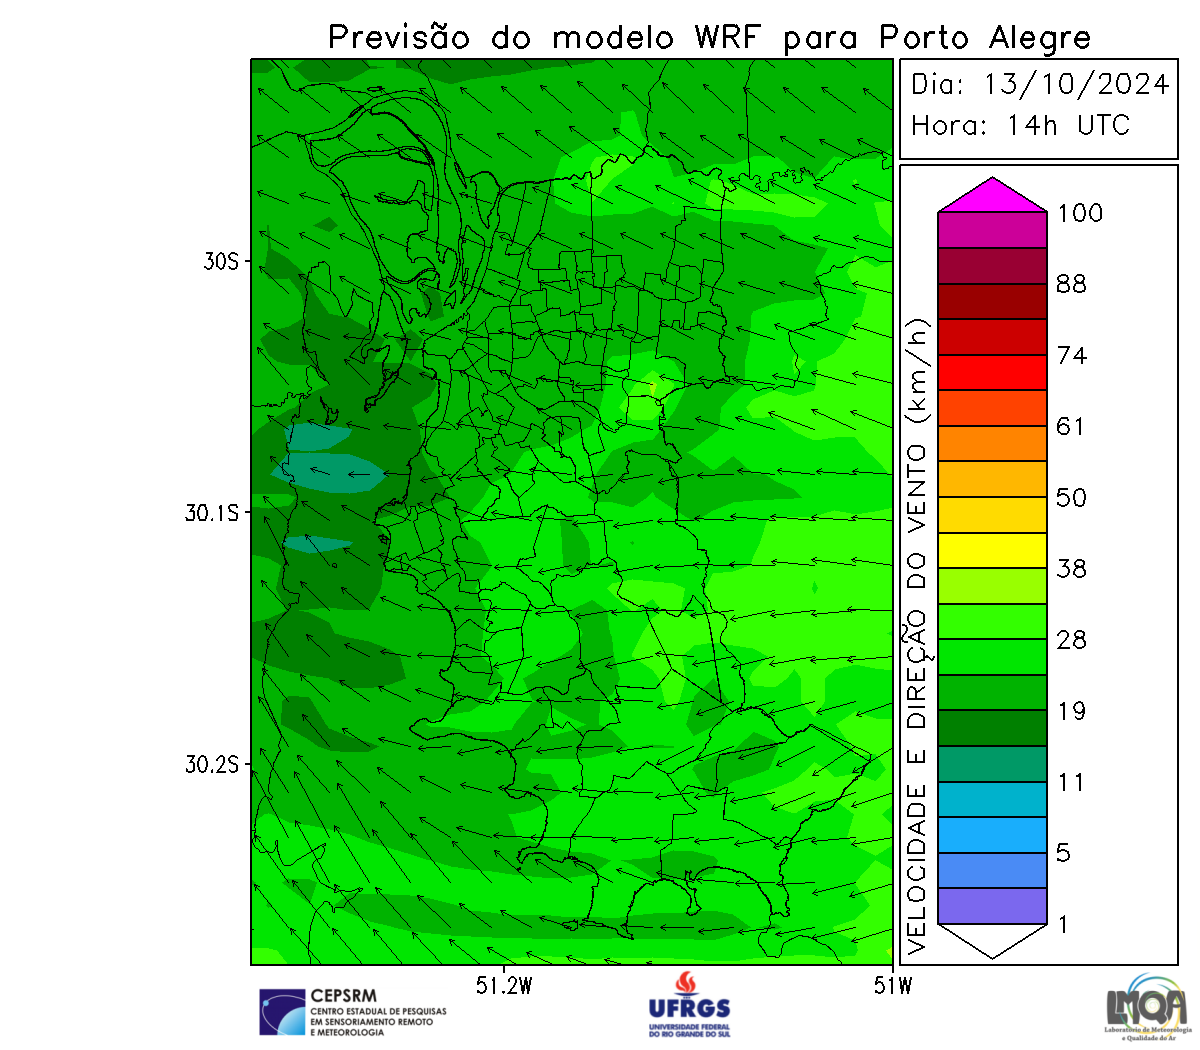 Previsão do modelo WRF para Porto Alegre
Dia: 13/10/2024
Hora: 14h UTC
30S
30.1S
30.2S
51.2W
51W
VELOCIDADE E DIREÇÃO DO VENTO (km/h)
100
88
74
61
50
38
28
19
11
5
1
CEPSRM
CENTRO ESTADUAL DE PESQUISAS
EM SENSORIAMENTO REMOTO
E METEOROLOGIA
UFRGS
UNIVERSIDADE FEDERAL
DO RIO GRANDE DO SUL
LMQA
Laboratório de Meteorologia
e Qualidade do Ar